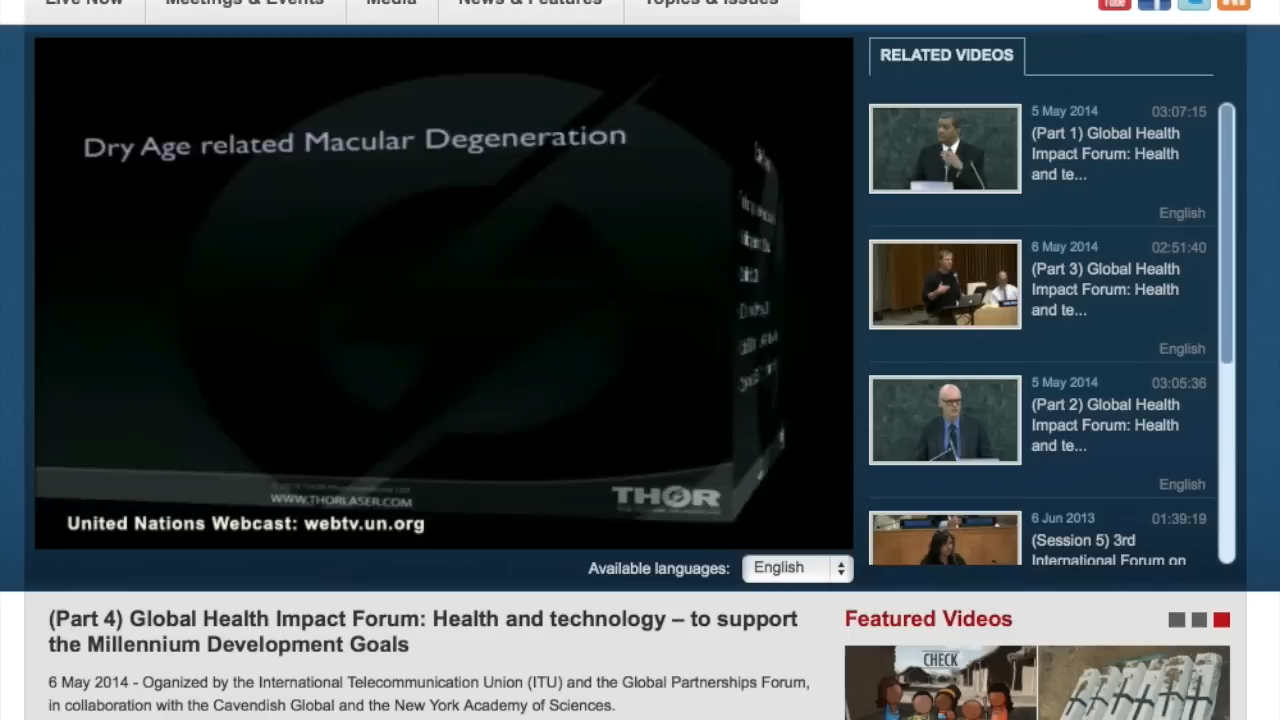 Live Now
Meetings & Events
Media
News & Features
Topics & Issues
Dry Age related Macular Degeneration
WWW.THORLASER.COM
THOR
United Nations Webcast: webtv.un.org
Available languages:
English
RELATED VIDEOS
5 May 2014
03:07:15
(Part 1) Global Health
Impact Forum: Health
and te...
English
6 May 2014
02:51:40
(Part 3) Global Health
Impact Forum: Health
and te...
English
5 May 2014
03:05:36
(Part 2) Global Health
Impact Forum: Health
and te...
English
6 Jun 2013
01:39:19
(Session 5) 3rd
International Forum on
(Part 4) Global Health Impact Forum: Health and technology – to support
the Millennium Development Goals
6 May 2014 - Oganized by the International Telecommunication Union (ITU) and the Global Partnerships Forum,
in collaboration with the Cavendish Global and the New York Academy of Sciences.
Featured Videos
CHECK